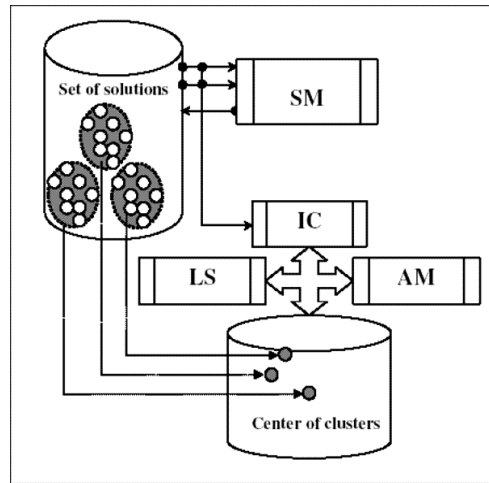 Set of solutions
SM
IC
LS
AM
Center of clusters